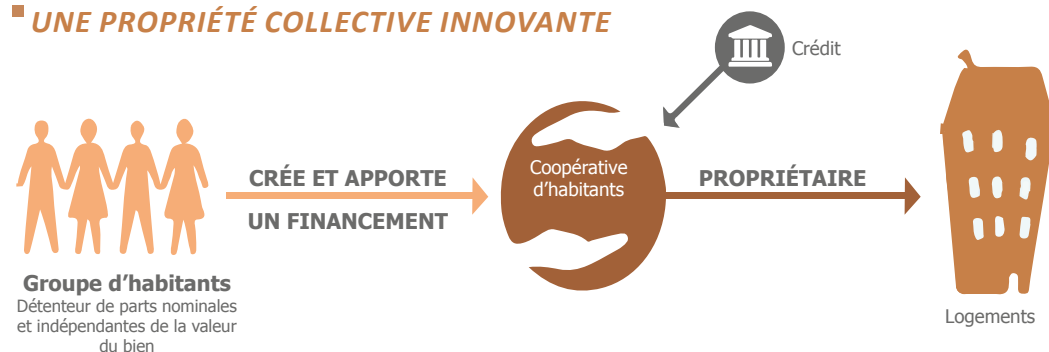 UNE PROPRIÉTÉ COLLECTIVE INNOVANTE
Crédit
CRÉE ET APPORTE
UN FINANCEMENT
Coopérative
d’habitants
PROPRIÉTAIRE
Groupe d’habitants
Détenteur de parts nominales
et indépendantes de la valeur
du bien
Logements